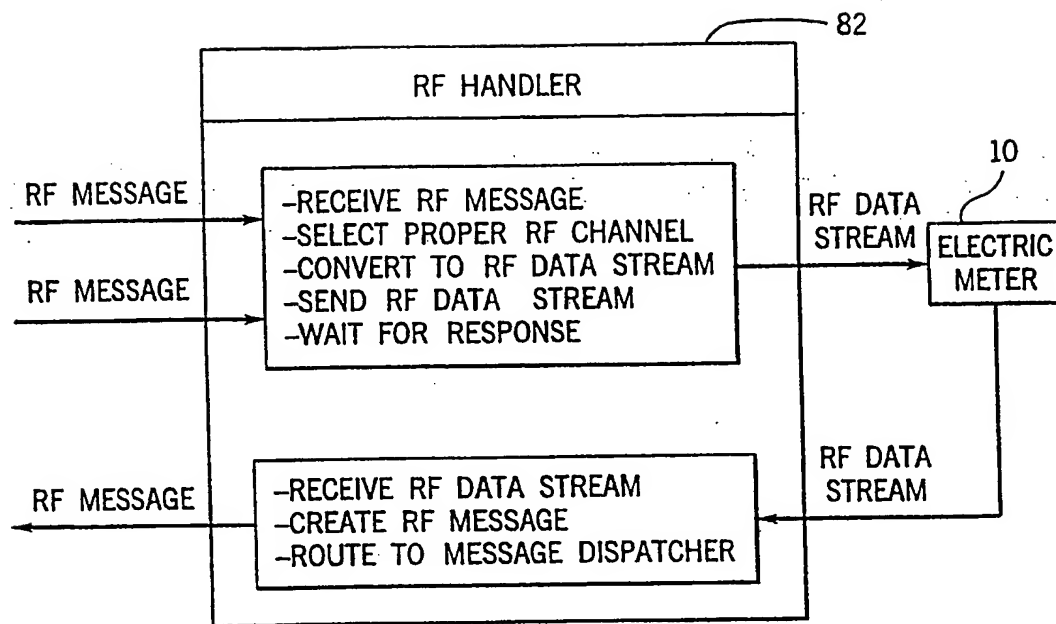 82
RF HANDLER
RF MESSAGE
RF MESSAGE
-RECEIVE RF MESSAGE
-SELECT PROPER RF CHANNEL
-CONVERT TO RF DATA STREAM
-SEND RF DATA STREAM
-WAIT FOR RESPONSE
RF DATA
STREAM
10
ELECTRIC
METER
RF MESSAGE
-RECEIVE RF DATA STREAM
-CREATE RF MESSAGE
-ROUTE TO MESSAGE DISPATCHER
RF DATA
STREAM